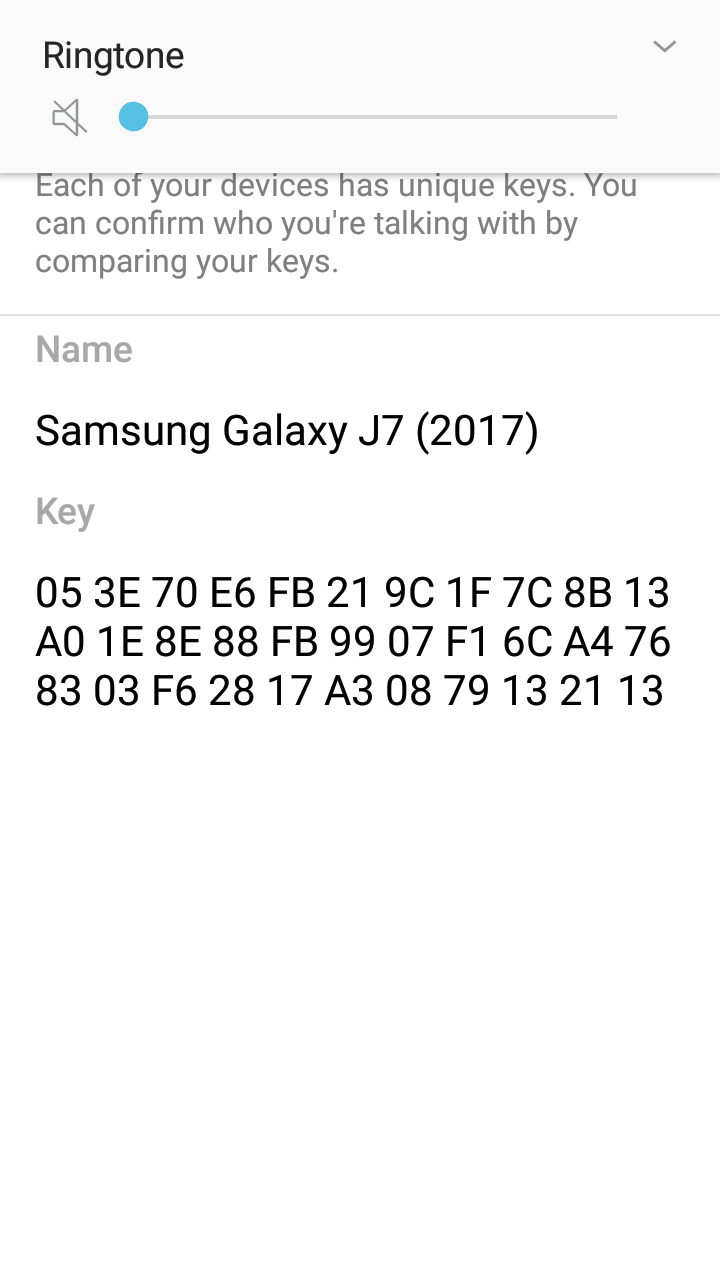 Ringtone
Each of your devices has unique keys. You
can confirm who you're talking with by
comparing your keys.
Name
Samsung Galaxy J7 (2017)
Key
05 3E 70 E6 FB 21 9C 1F 7C 8B 13
A0 1E 8E 88 FB 99 07 F1 6C A4 76
83 03 F6 28 17 A3 08 79 13 21 13